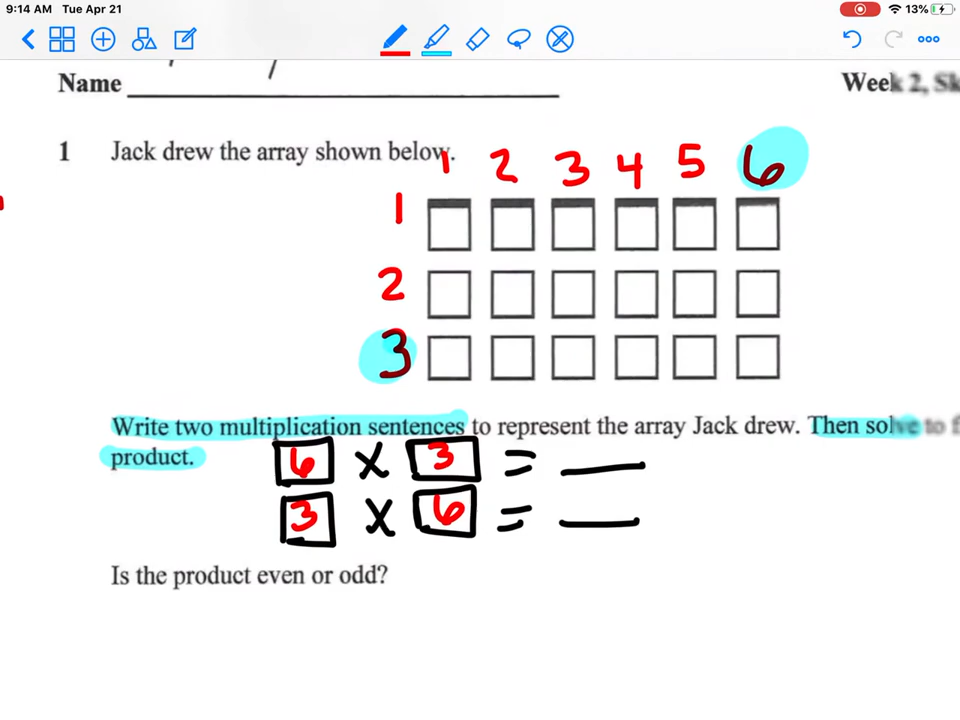 9:14 AM Tue Apr 21
13%
Name
Week 2,
1 Jack drew the array shown below.
1 2 3 4 5 6
1
2
3
Write two multiplication sentences to represent the array Jack drew. Then solve to
product.
6 x 3 =
3 x 6 =
Is the product even or odd?